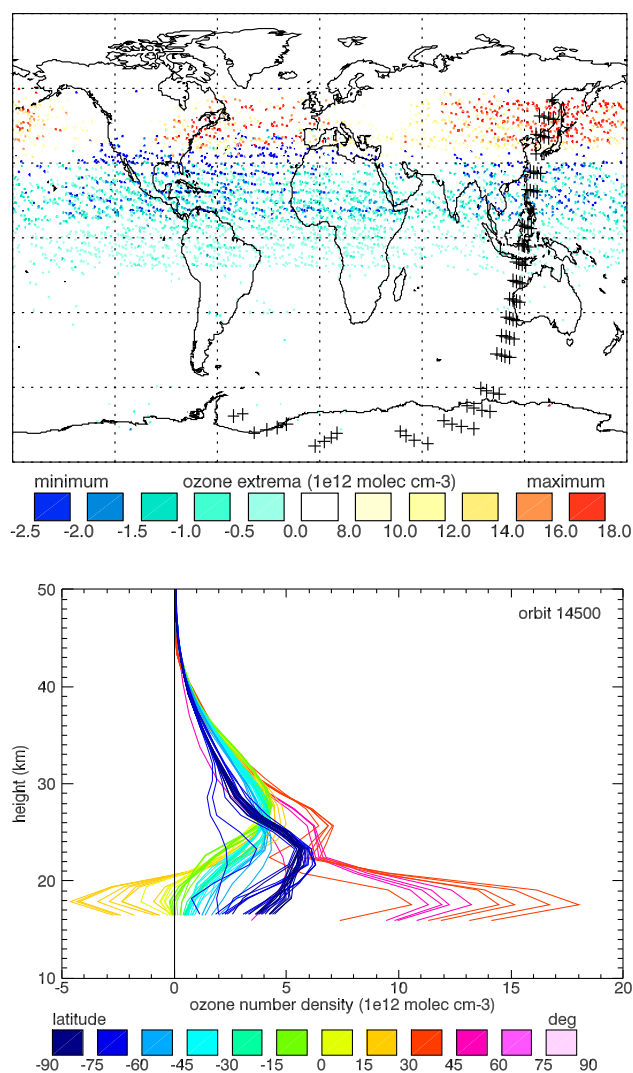 minimum ozone extrema (1e12 molec cm-3) maximum
-2.5 -2.0 -1.5 -1.0 -0.5 0.0 8.0 10.0 12.0 14.0 16.0 18.0
50
orbit 14500
40
height (km)
30
20
10
-5 0 5 10 15 20
ozone number density (1e12 molec cm-3)
latitude deg
-90 -75 -60 -45 -30 -15 0 15 30 45 60 75 90